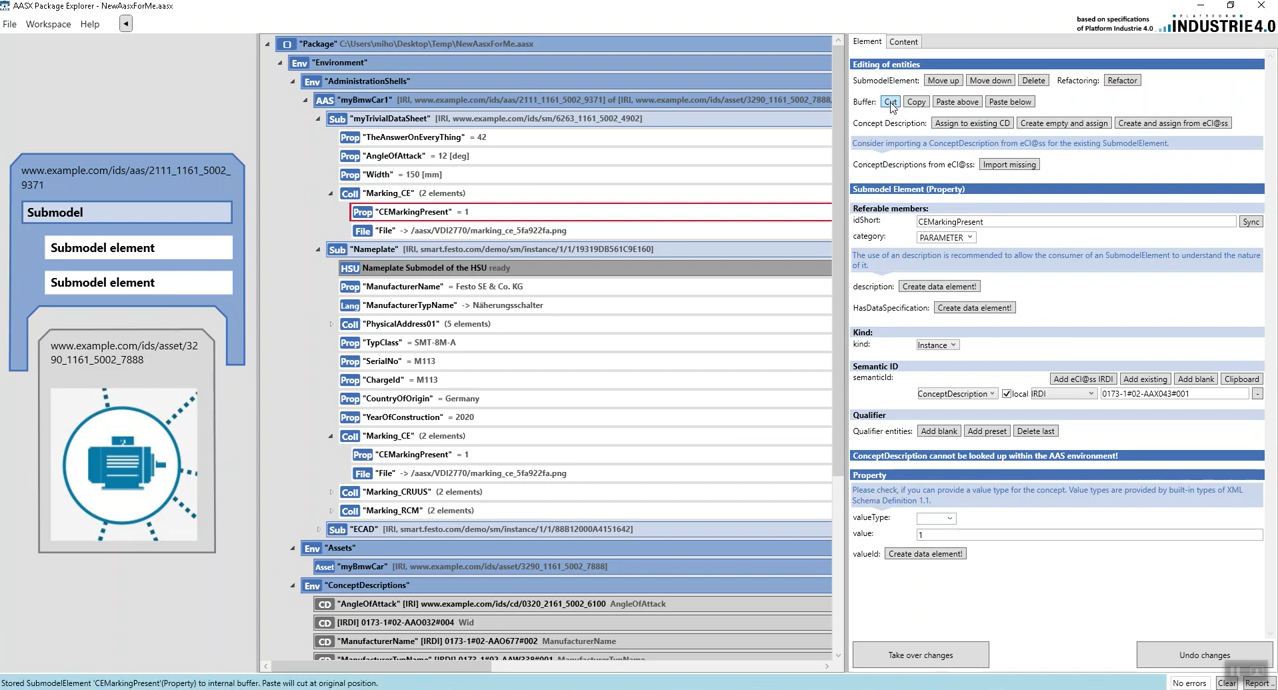 AASX Package Explorer - NewAasxForMe.aasx
File Workspace Help
based on specifications
of Platform Industrie 4.0
PLATTFORM
INDUSTRIE4.0
www.example.com/ids/aas/2111_1161_5002_
9371
Submodel
Submodel element
Submodel element
www.example.com/ids/asset/32
90_1161_5002_7888
"Package" C:\Users\miho\Desktop\Temp\NewAasxForMe.aasx
Env "Environment"
Env "AdministrationShells"
AAS "myBmwCar1" [IRI, www.example.com/ids/aas/2111_1161_5002_9371] of [IRI, www.example.com/ids/asset/3290_1161_5002_7888,
Sub "myTrivialDataSheet" [IRI, www.example.com/ids/sm/6263_1161_5002_4902]
Prop "TheAnswerOnEveryThing" = 42
Prop "AngleOfAttack" = 12 [deg]
Prop "Width" = 150 [mm]
Coll "Marking_CE" (2 elements)
Prop "CEMarkingPresent" = 1
File "File" -> /aasx/VDI2770/marking_ce_5fa922fa.png
Sub "Nameplate" [IRI, smart.festo.com/demo/sm/instance/1/1/19319DB561C9E160]
HSU Nameplate Submodel of the HSU ready
Prop "ManufacturerName" = Festo SE & Co. KG
Lang "ManufacturerTypName" -> Näherungsschalter
Coll "PhysicalAddress01" (5 elements)
Prop "TypClass" = SMT-8M-A
Prop "SerialNo" = M113
Prop "ChargeId" = M113
Prop "CountryOfOrigin" = Germany
Prop "YearOfConstruction" = 2020
Coll "Marking_CE" (2 elements)
Prop "CEMarkingPresent" = 1
File "File" -> /aasx/VDI2770/marking_ce_5fa922fa.png
Coll "Marking_CRUUS" (2 elements)
Coll "Marking_RCM" (2 elements)
Sub "ECAD" [IRI, smart.festo.com/demo/sm/instance/1/1/88B12000A4151642]
Env "Assets"
Asset "myBmwCar" [IRI, www.example.com/ids/asset/3290_1161_5002_7888]
Env "ConceptDescriptions"
CD "AngleOfAttack" [IRI] www.example.com/ids/cd/0320_2161_5002_6100 AngleOfAttack
CD [IRDI] 0173-1#02-AAO032#004 Wid
CD "ManufacturerName" [IRDI] 0173-1#02-AAO677#002 ManufacturerName
CD "ManufacturerTypName" [IRDI] 0173-1#02-AAW338#001 ManufacturerTypName
Element Content
Editing of entities
SubmodelElement: Move up Move down Delete Refactoring: Refactor
Buffer: Cut Copy Paste above Paste below
Concept Description: Assign to existing CD Create empty and assign Create and assign from eCl@ss
Consider importing a ConceptDescription from eCl@ss for the existing SubmodelElement.
ConceptDescriptions from eCl@ss: Import missing
Submodel Element (Property)
Referable members:
idShort: CEMarkingPresent Sync
category: PARAMETER
The use of an description is recommended to allow the consumer of an SubmodelElement to understand the nature
of it.
description: Create data element!
HasDataSpecification: Create data element!
Kind:
kind: Instance
Semantic ID
semanticId: Add eCl@ss IRDI Add existing Add blank Clipboard
ConceptDescription local IRDI 0173-1#02-AAX043#001 -
Qualifier
Qualifier entities: Add blank Add preset Delete last
ConceptDescription cannot be looked up within the AAS environment!
Property
Please check, if you can provide a value type for the concept. Value types are provided by built-in types of XML
Schema Definition 1.1.
valueType:
value: 1
valueId: Create data element!
Take over changes Undo changes
Stored SubmodelElement 'CEMarkingPresent'(Property) to internal buffer. Paste will cut at original position.
No errors Clear Report ..